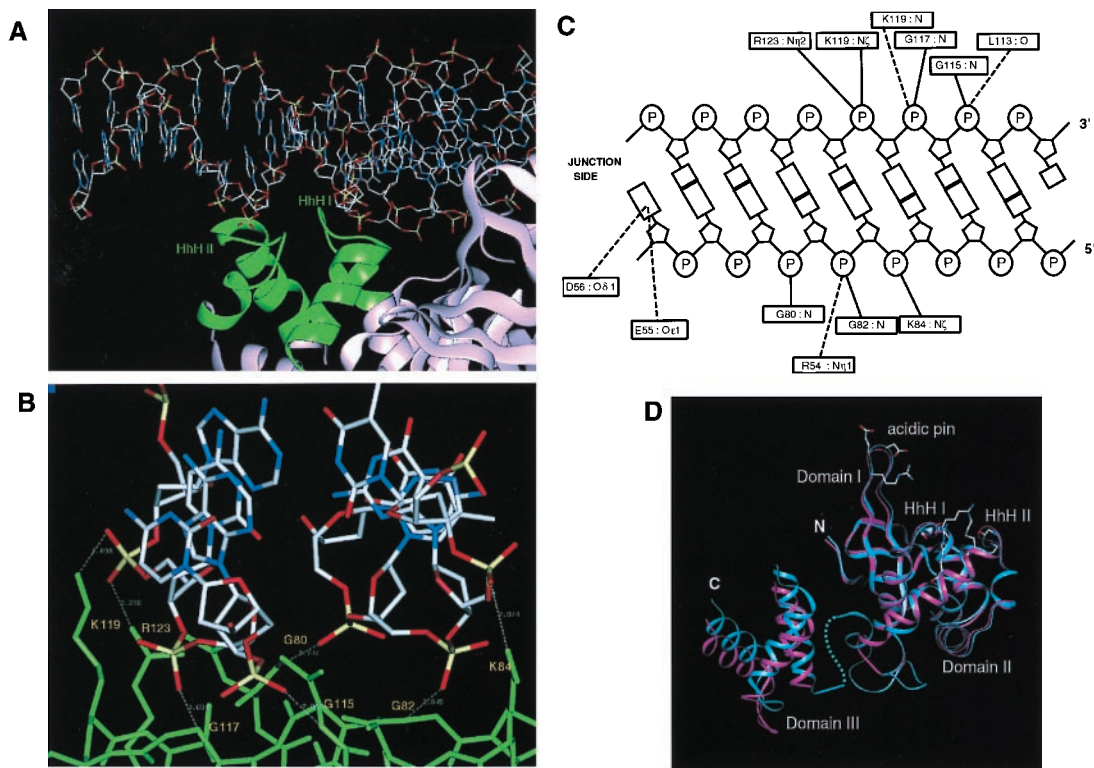 A
HhH I
HhH II
B
K119
R123
G80
K84
G115
G82
G117
C
K119 : N
R123 : Nη2
K119 : Nζ
G117 : N
L113 : O
G115 : N
P P P P P P P P
3'
JUNCTION
SIDE
P P P P P P P P
5'
D56 : Oδ1
E55 : Oε1
G80 : N
G82 : N
K84 : Nζ
R54 : Nη1
D
acidic pin
Domain I
HhH I
HhH II
N
C
Domain II
Domain III